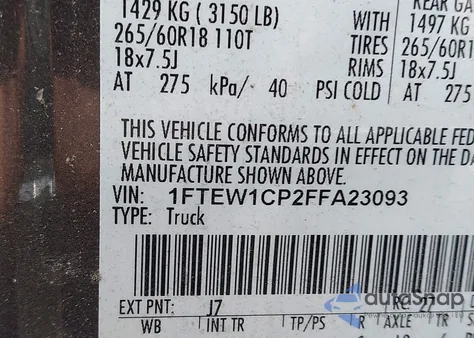 1429 KG ( 3150 LB) WITH 1497 KG
265/60R18 110T TIRES 265/60R
18x7.5J RIMS 18x7.5J
AT 275 kPa/ 40 PSI COLD AT 275
THIS VEHICLE CONFORMS TO ALL APPLICABLE FED
VEHICLE SAFETY STANDARDS IN EFFECT ON THE DA
MANUFACTURE SHOWN ABOVE.
VIN: 1FTEW1CP2FFA23093
TYPE: Truck
EXT PNT: J7 RC: 27
WB INT TR TP/PS R AXLE TR
autoSnap